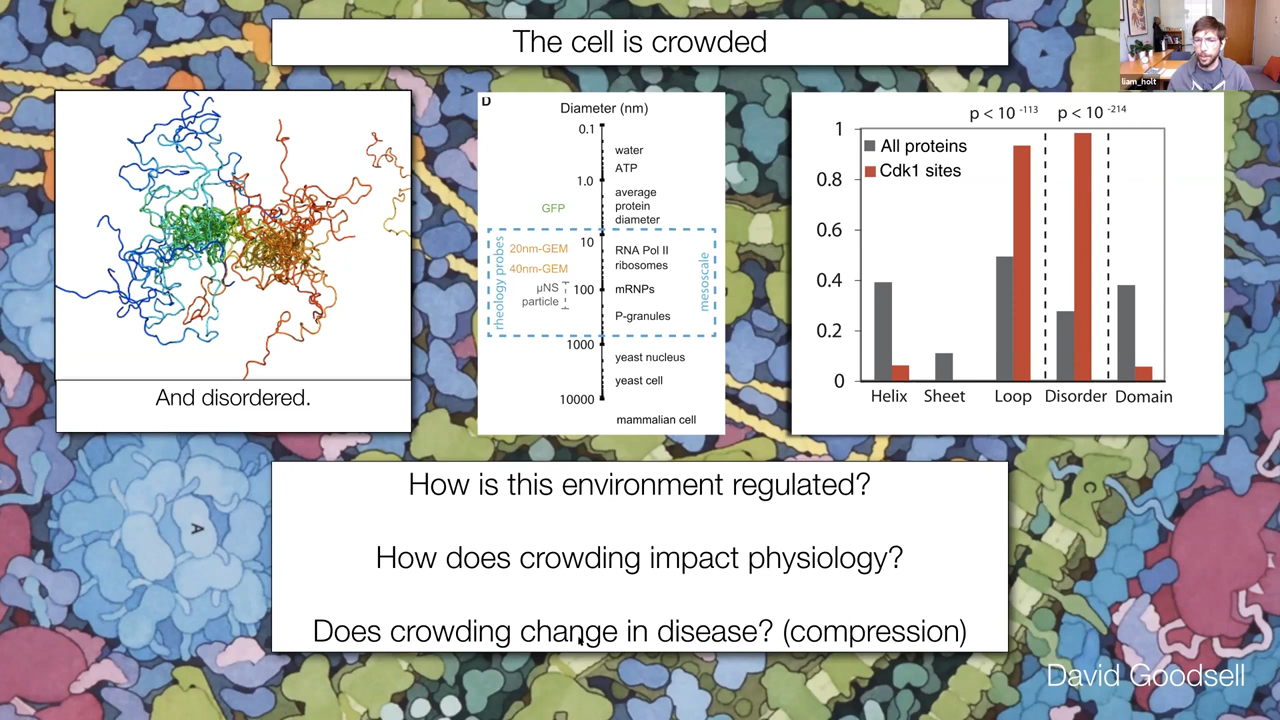 The cell is crowded
liam_holt
And disordered.
D
Diameter (nm)
0.1
water
ATP
1.0
average
protein
diameter
GFP
10
20nm-GEM
RNA Pol II
40nm-GEM
ribosomes
µNS
particle
100
mRNPs
P-granules
rheology probes
mesoscale
1000
yeast nucleus
yeast cell
10000
mammalian cell
p < 10 -113
p < 10 -214
1
All proteins
Cdk1 sites
0.8
0.6
0.4
0.2
0
Helix Sheet Loop Disorder Domain
How is this environment regulated?
How does crowding impact physiology?
Does crowding change in disease? (compression)
A
A
C
David Goodsell